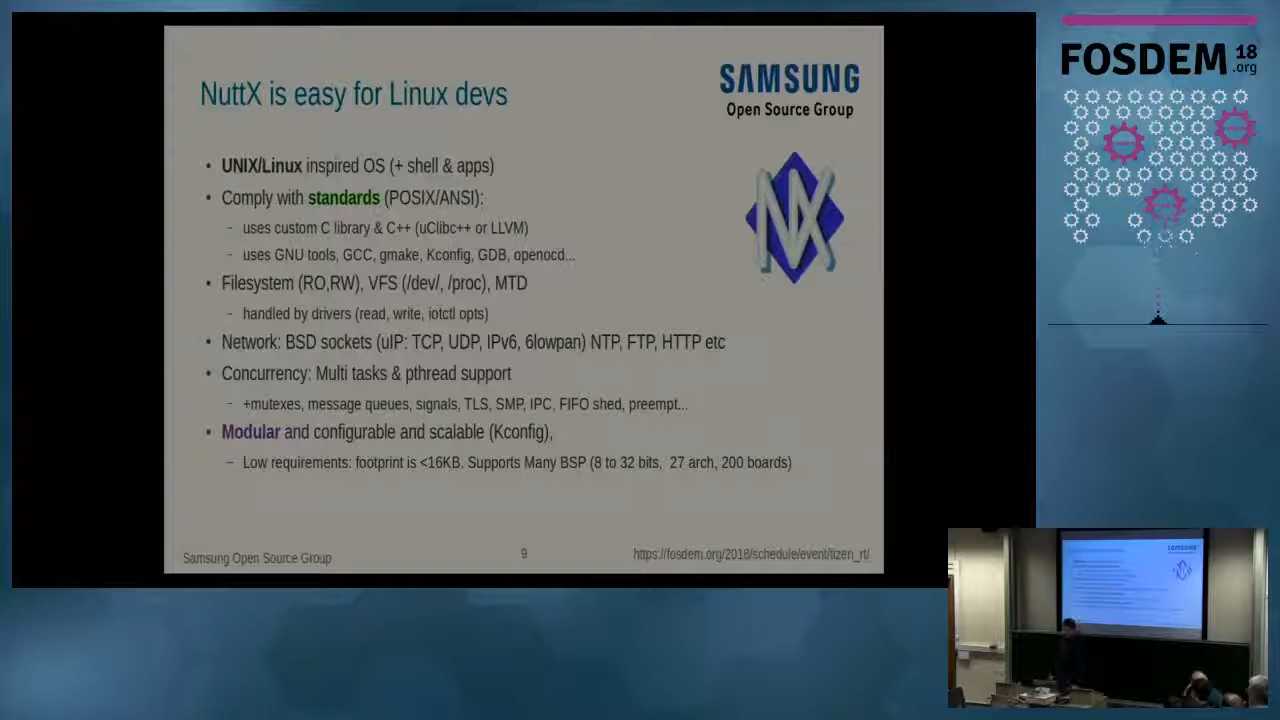 NuttX is easy for Linux devs
SAMSUNG
Open Source Group
• UNIX/Linux inspired OS (+ shell & apps)
• Comply with standards (POSIX/ANSI):
– uses custom C library & C++ (uClibc++ or LLVM)
– uses GNU tools, GCC, gmake, Kconfig, GDB, openocd...
• Filesystem (RO,RW), VFS (/dev/, /proc), MTD
– handled by drivers (read, write, iotctl opts)
• Network: BSD sockets (uIP: TCP, UDP, IPv6, 6lowpan) NTP, FTP, HTTP etc
• Concurrency: Multi tasks & pthread support
– +mutexes, message queues, signals, TLS, SMP, IPC, FIFO shed, preempt...
• Modular and configurable and scalable (Kconfig),
– Low requirements: footprint is <16KB. Supports Many BSP (8 to 32 bits, 27 arch, 200 boards)
NX
Samsung Open Source Group
9
https://fosdem.org/2018/schedule/event/tizen_rt/
FOSDEM 18
.org
SAMSUNG